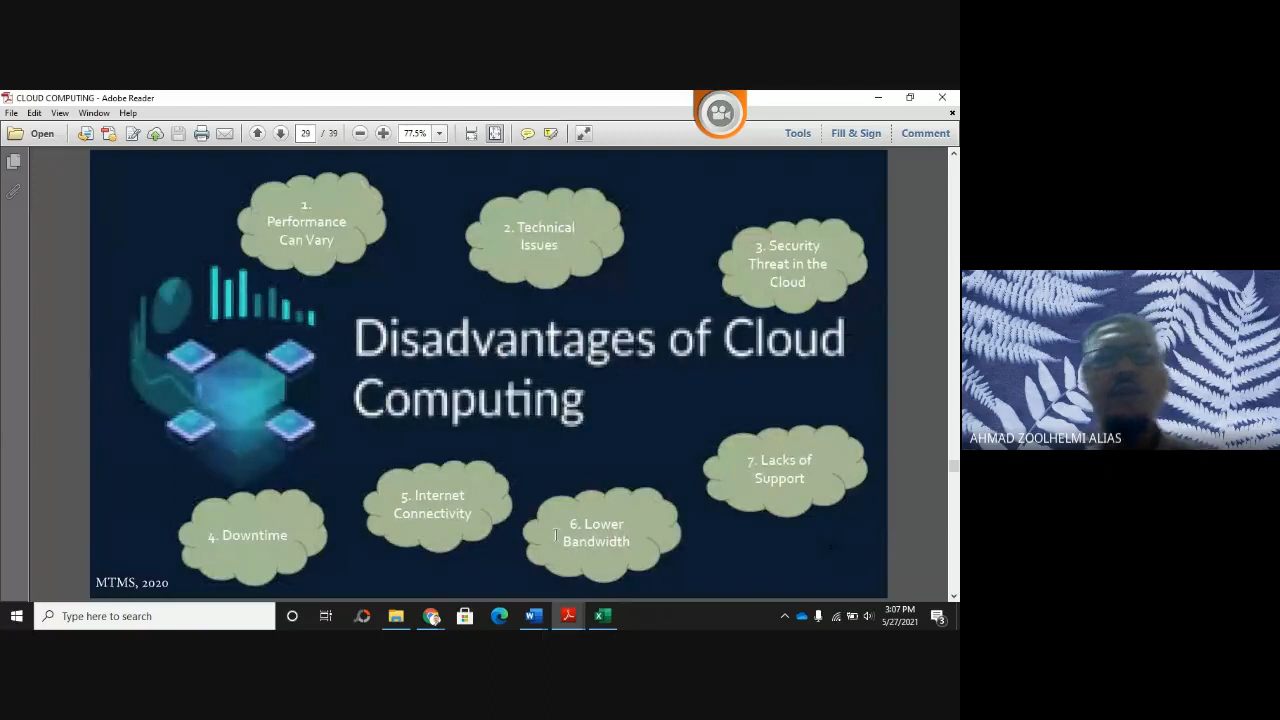 CLOUD COMPUTING - Adobe Reader
File Edit View Window Help
Open 29 / 39 77.5% Tools Fill & Sign Comment
1.
Performance
Can Vary
2. Technical
Issues
3. Security
Threat in the
Cloud
Disadvantages of Cloud
Computing
4. Downtime
5. Internet
Connectivity
6. Lower
Bandwidth
7. Lacks of
Support
MTMS, 2020
AHMAD ZOOLHELMI ALIAS
Type here to search
3:07 PM
5/27/2021
3